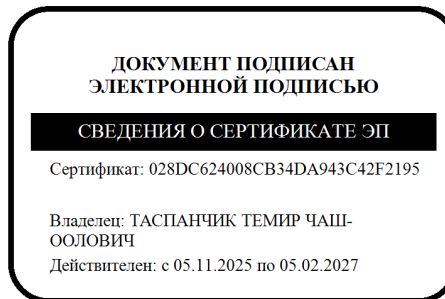 ДОКУМЕНТ ПОДПИСАН
ЭЛЕКТРОННОЙ ПОДПИСЬЮ
СВЕДЕНИЯ О СЕРТИФИКАТЕ ЭП
Сертификат: 028DC624008CB34DA943C42F2195
Владелец: ТАСПАНЧИК ТЕМИР ЧАШ-
ООЛОВИЧ
Действителен: с 05.11.2025 по 05.02.2027